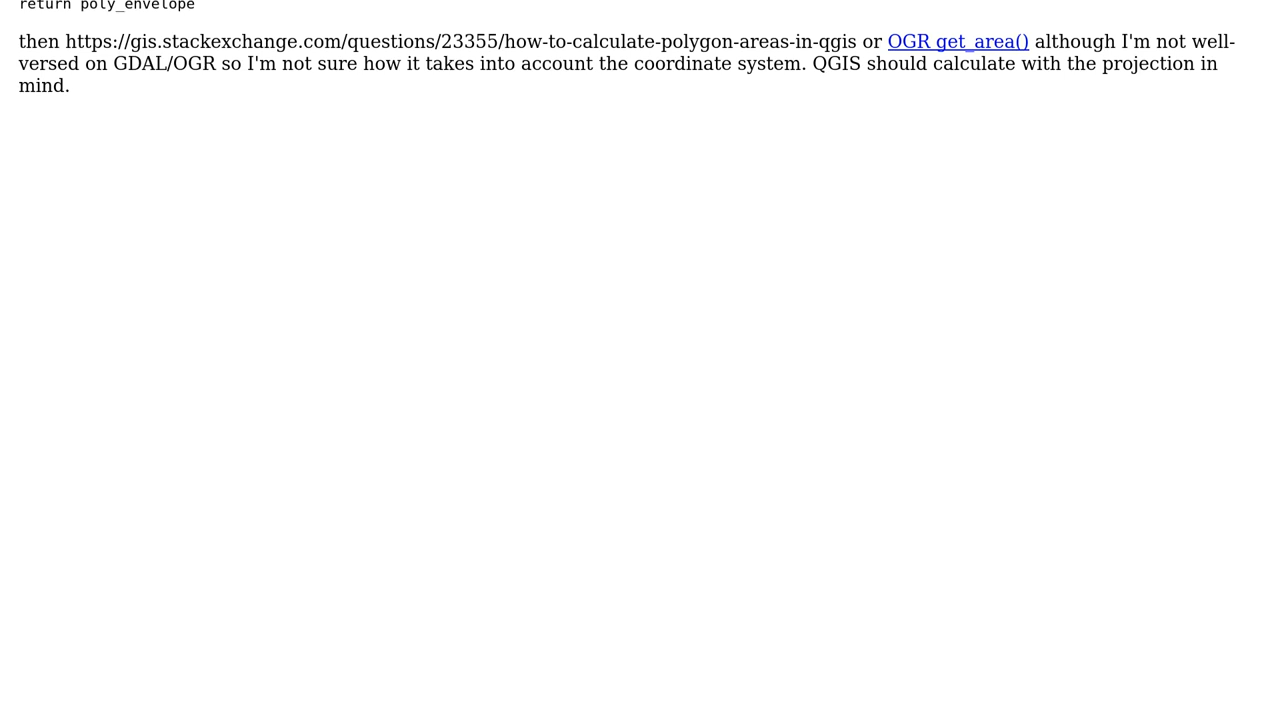 return poly_envelope
then https://gis.stackexchange.com/questions/23355/how-to-calculate-polygon-areas-in-qgis or OGR get_area() although I'm not well-
versed on GDAL/OGR so I'm not sure how it takes into account the coordinate system. QGIS should calculate with the projection in
mind.